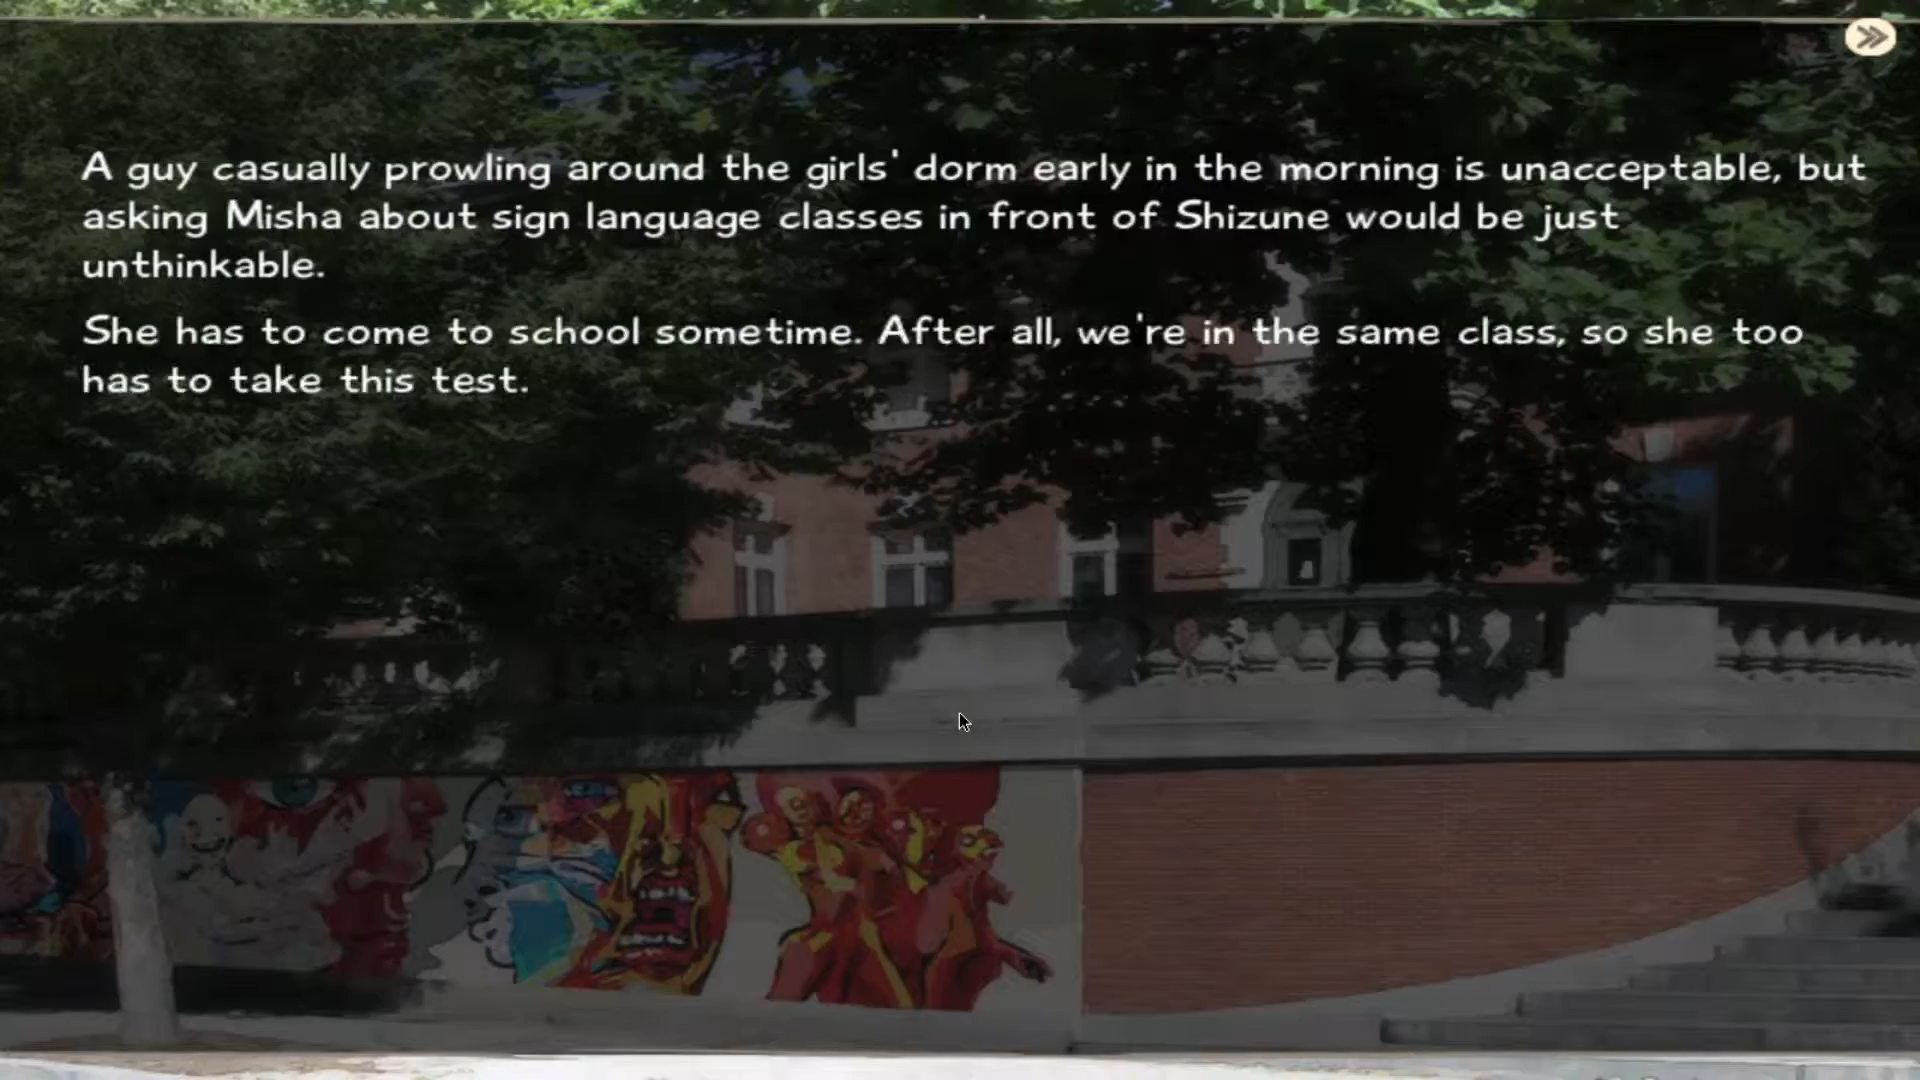 A guy casually prowling around the girls' dorm early in the morning is unacceptable, but
asking Misha about sign language classes in front of Shizune would be just
unthinkable.
She has to come to school sometime. After all, we're in the same class, so she too
has to take this test.